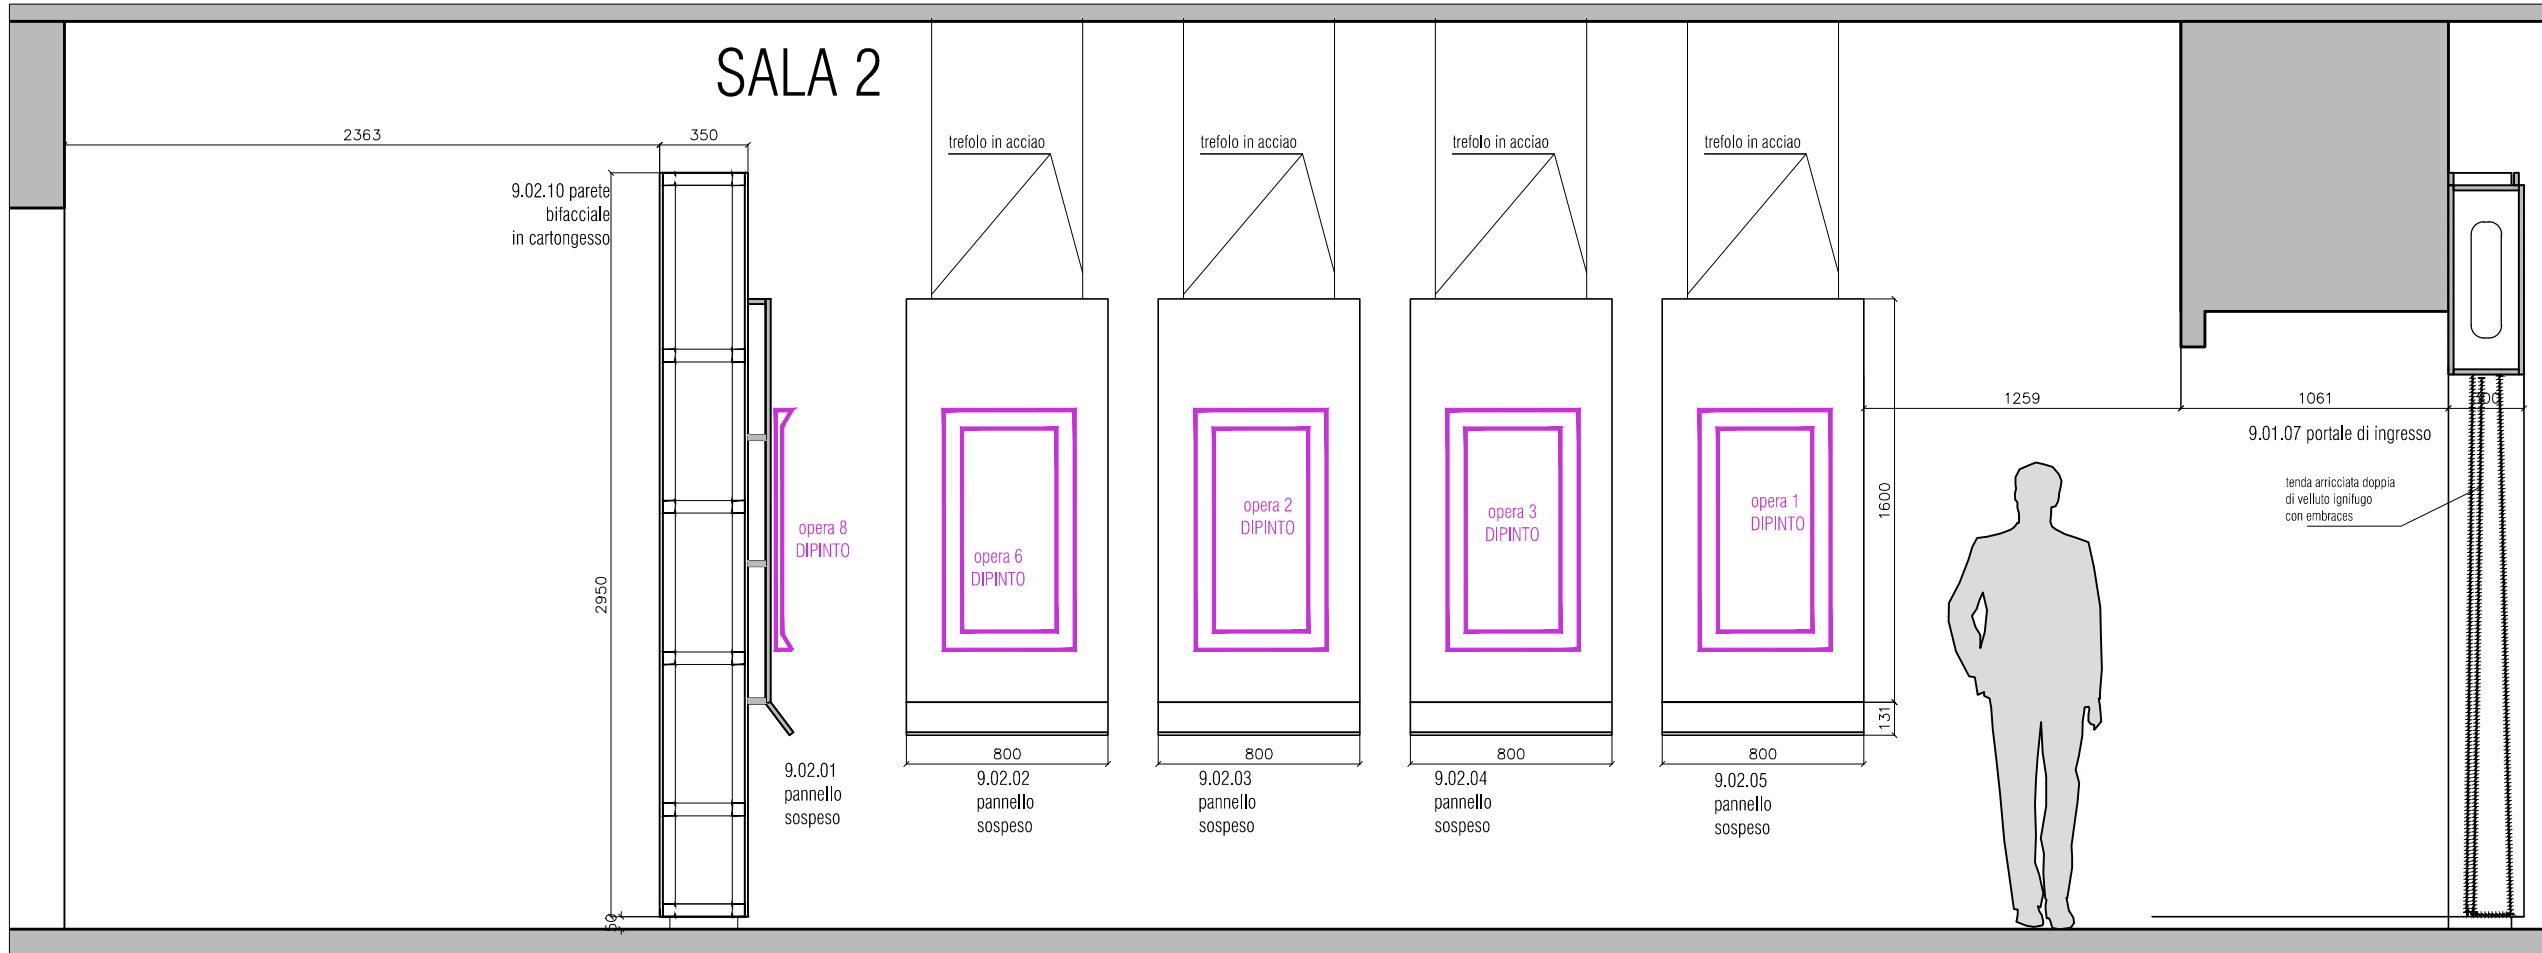 SALA 2
2363
350
trefolo in acciao
trefolo in acciao
trefolo in acciao
trefolo in acciao
9.02.10 parete
bifacciale
in cartongesso
1259
1061
300
9.01.07 portale di ingresso
tenda arricciata doppia
di velluto ignifugo
con embraces
opera 8
DIPINTO
opera 6
DIPINTO
opera 2
DIPINTO
opera 3
DIPINTO
opera 1
DIPINTO
1600
2950
131
50
800
800
800
800
9.02.01
pannello
sospeso
9.02.02
pannello
sospeso
9.02.03
pannello
sospeso
9.02.04
pannello
sospeso
9.02.05
pannello
sospeso